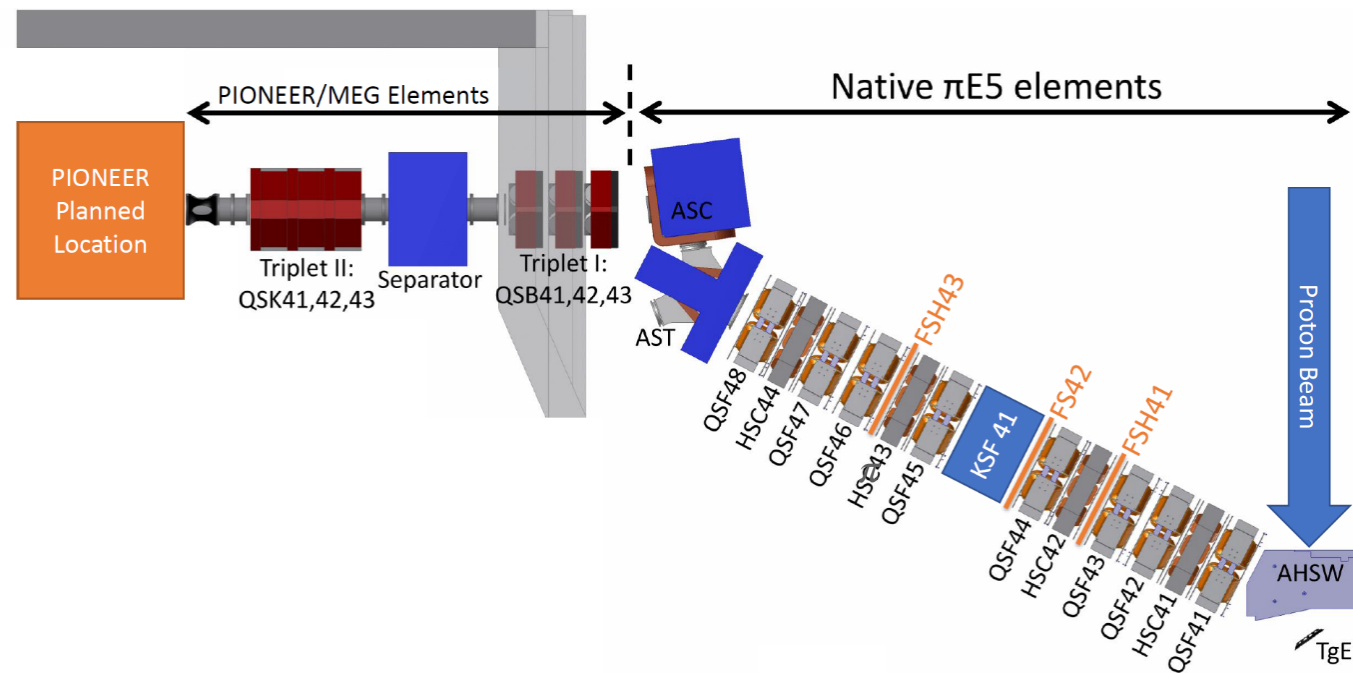 PIONEER/MEG Elements
Native πE5 elements
PIONEER
Planned
Location
Triplet II:
QSK41,42,43
Separator
Triplet I:
QSB41,42,43
ASC
AST
QSF48
HSC44
QSF47
QSF46
FSH43
HSC43
QSF45
KSF 41
FS42
QSF44
HSC42
FSH41
QSF43
QSF42
HSC41
QSF41
Proton Beam
AHSW
TgE